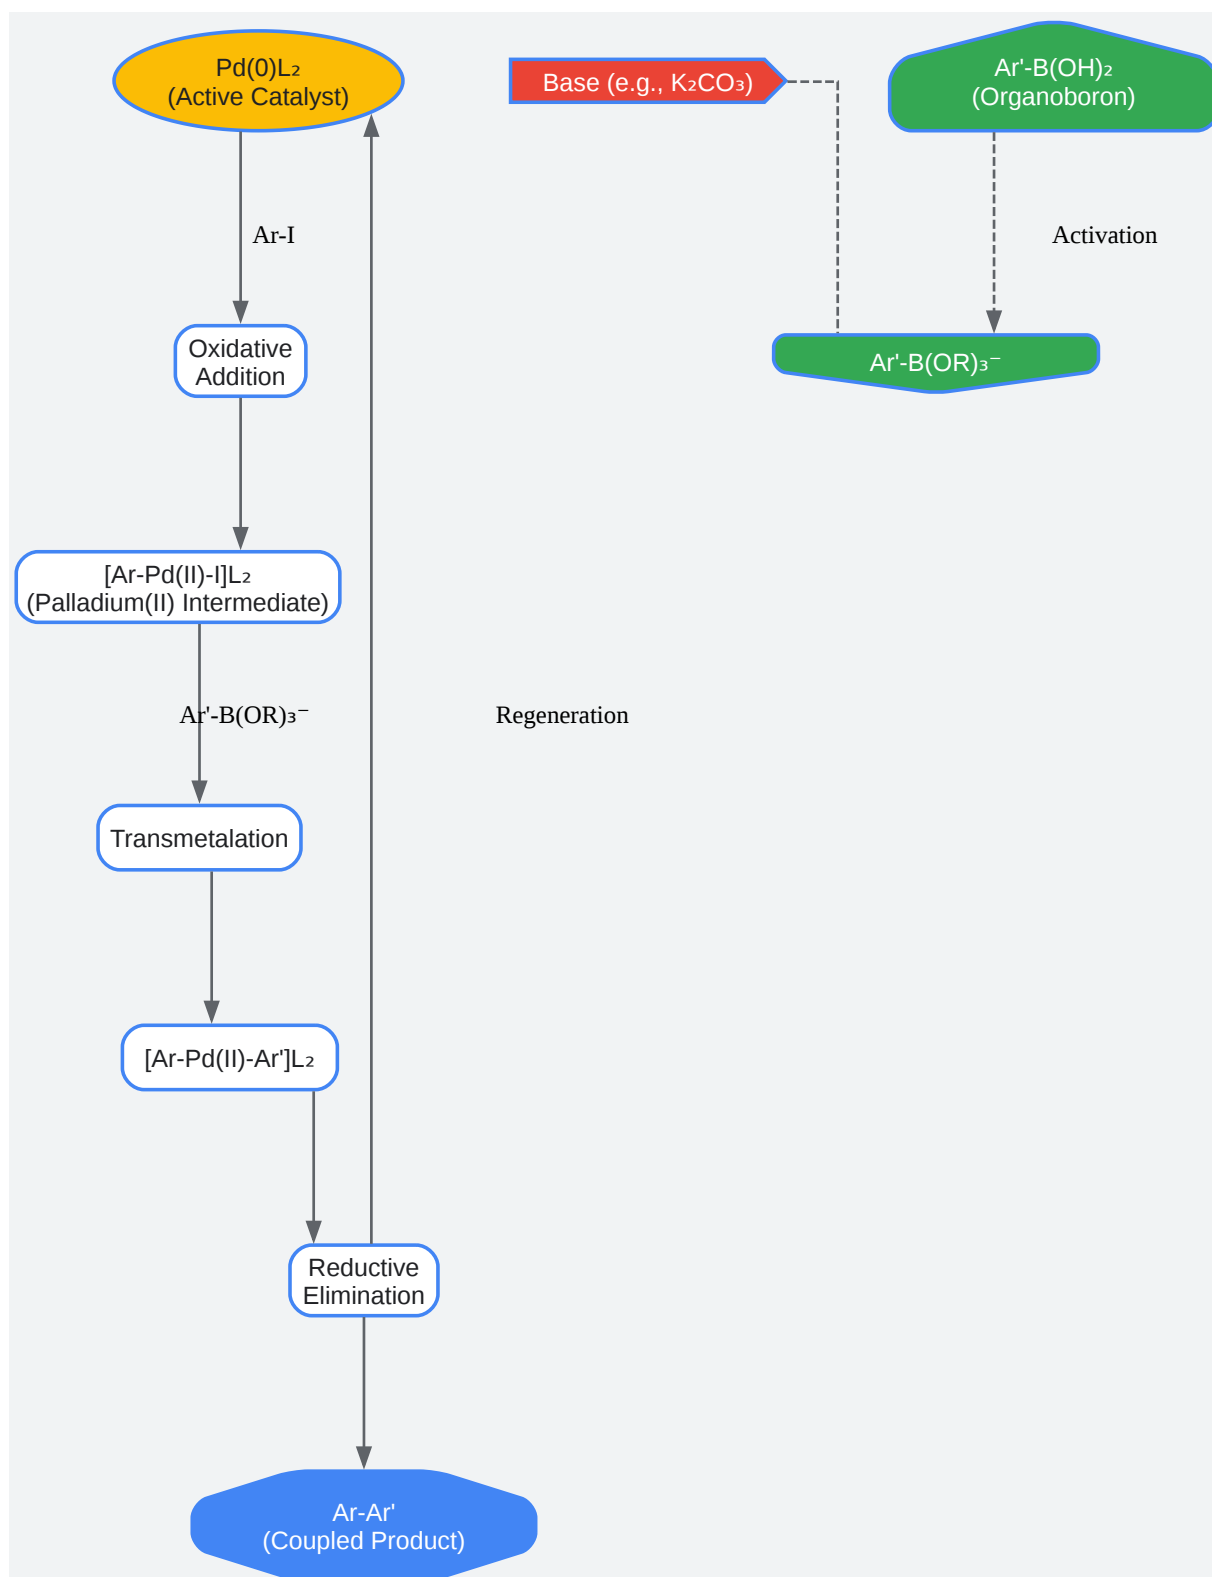 Pd(0)L₂
(Active Catalyst)
Base (e.g., K₂CO₃)
Ar'-B(OH)₂
(Organoboron)
Ar-I
Activation
Oxidative
Addition
Ar'-B(OR)₃⁻
[Ar-Pd(II)-I]L₂
(Palladium(II) Intermediate)
Ar'-B(OR)₃⁻
Regeneration
Transmetalation
[Ar-Pd(II)-Ar']L₂
Reductive
Elimination
Ar-Ar'
(Coupled Product)